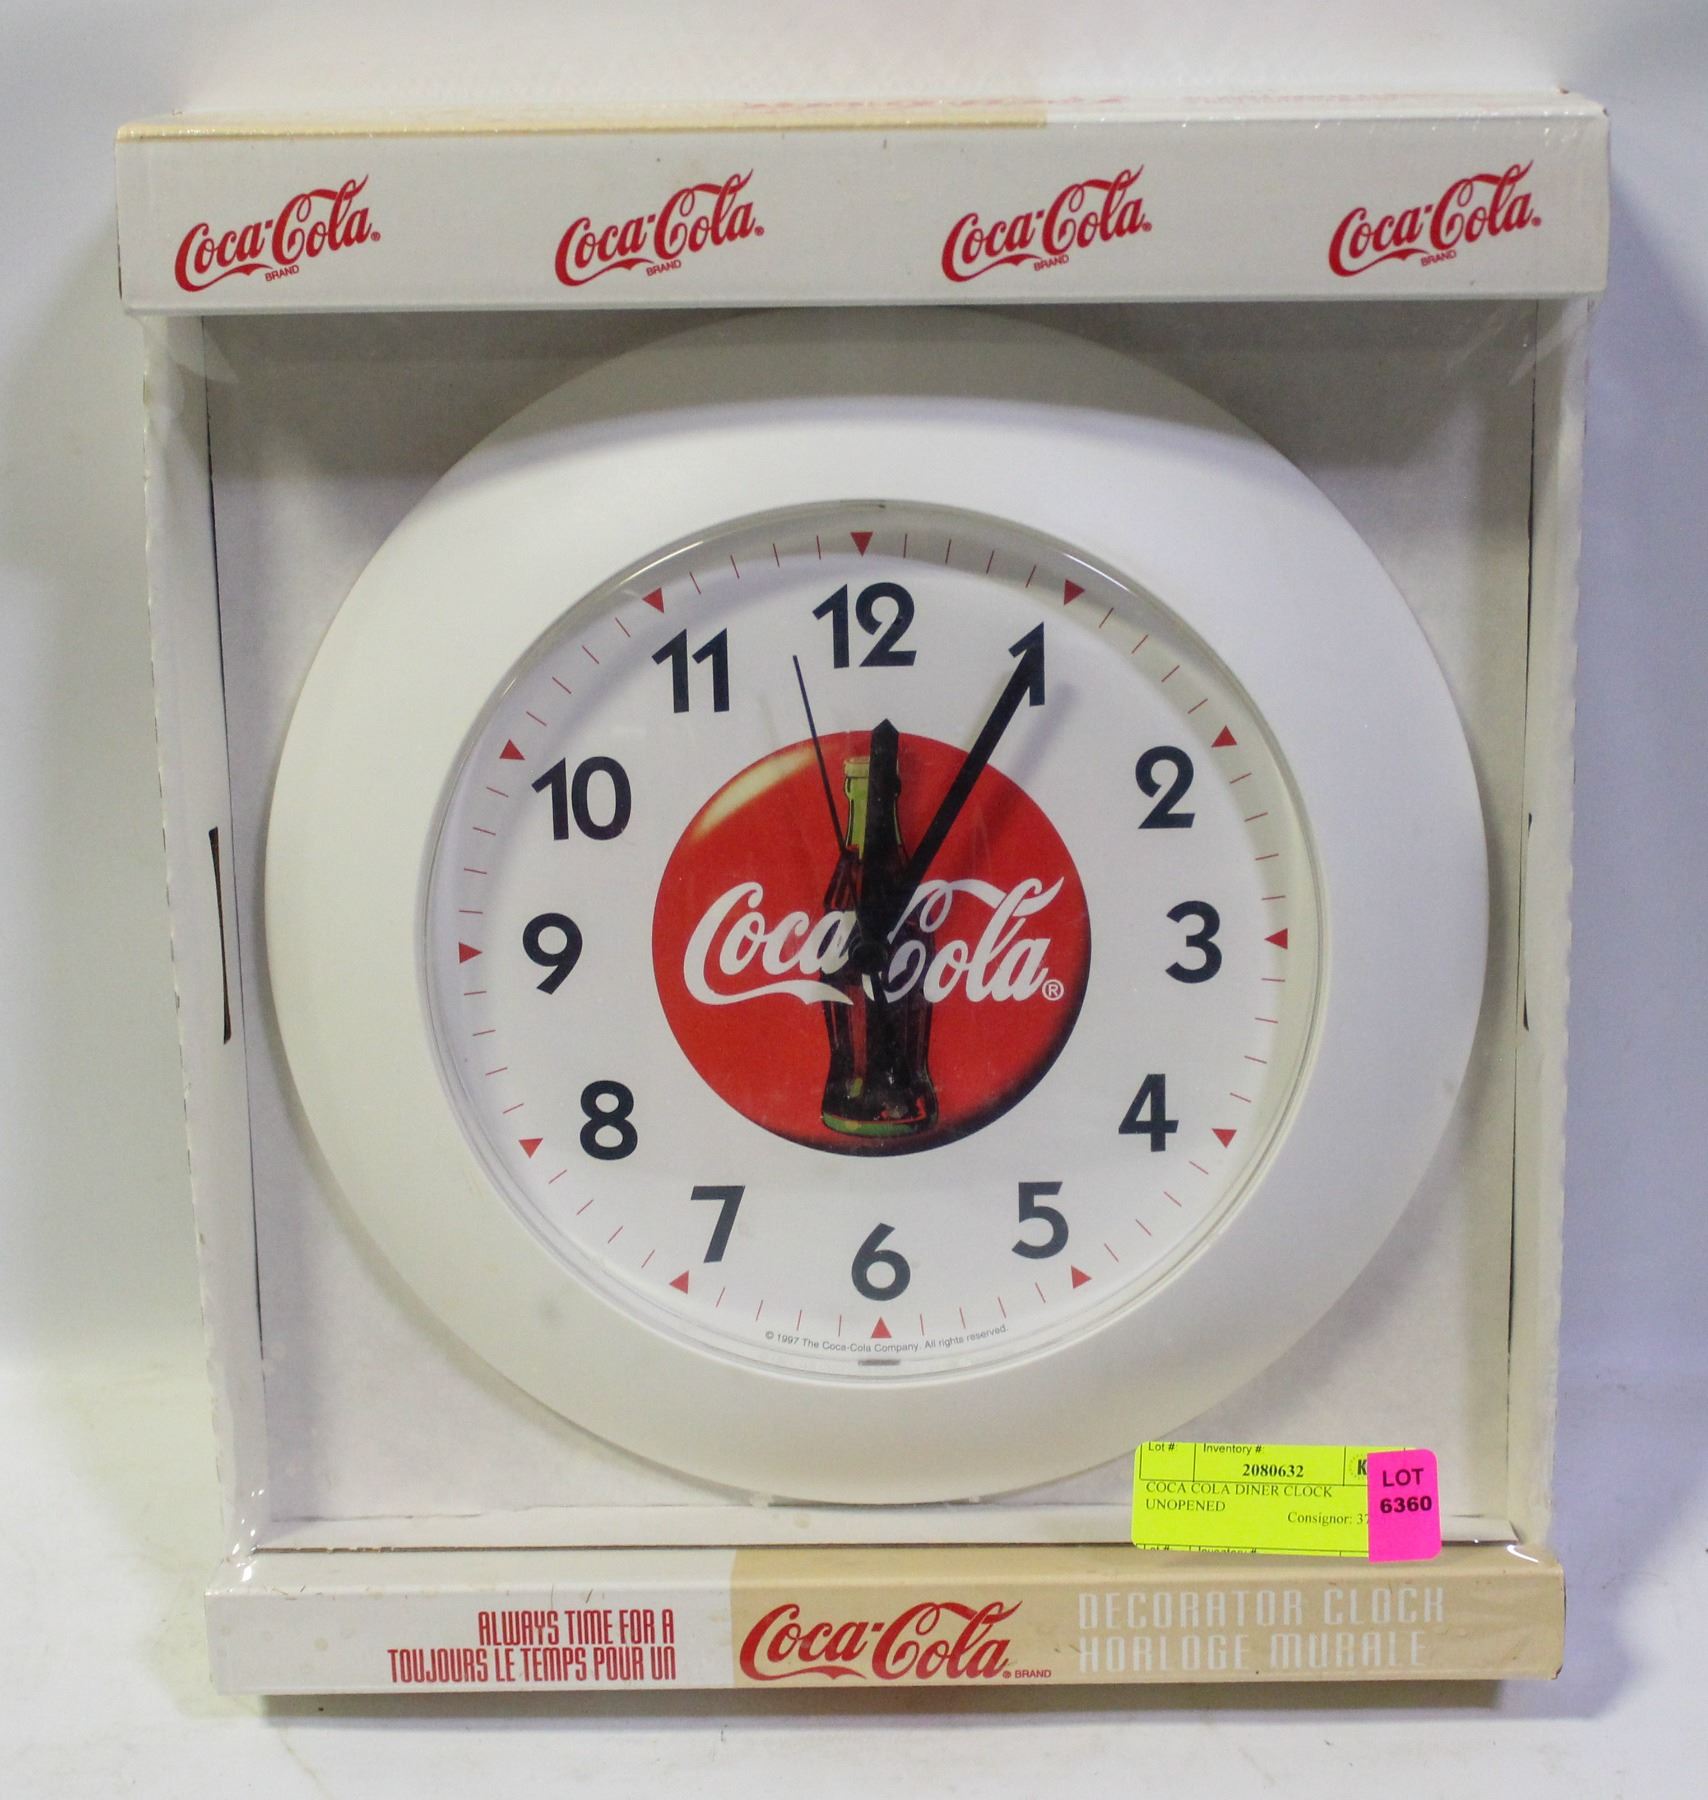 Coca-Cola® BRAND
Coca-Cola® BRAND
Coca-Cola® BRAND
Coca-Cola® BRAND
12
1
2
3
4
5
6
7
8
9
10
11
Coca-Cola®
© 1997 The Coca-Cola Company. All rights reserved.
Lot #: Inventory #:
2080632
COCA COLA DINER CLOCK
UNOPENED
Consignor:
LOT
6360
ALWAYS TIME FOR A
TOUJOURS LE TEMPS POUR UN
Coca-Cola® BRAND
DECORATOR CLOCK
HORLOGE MURALE